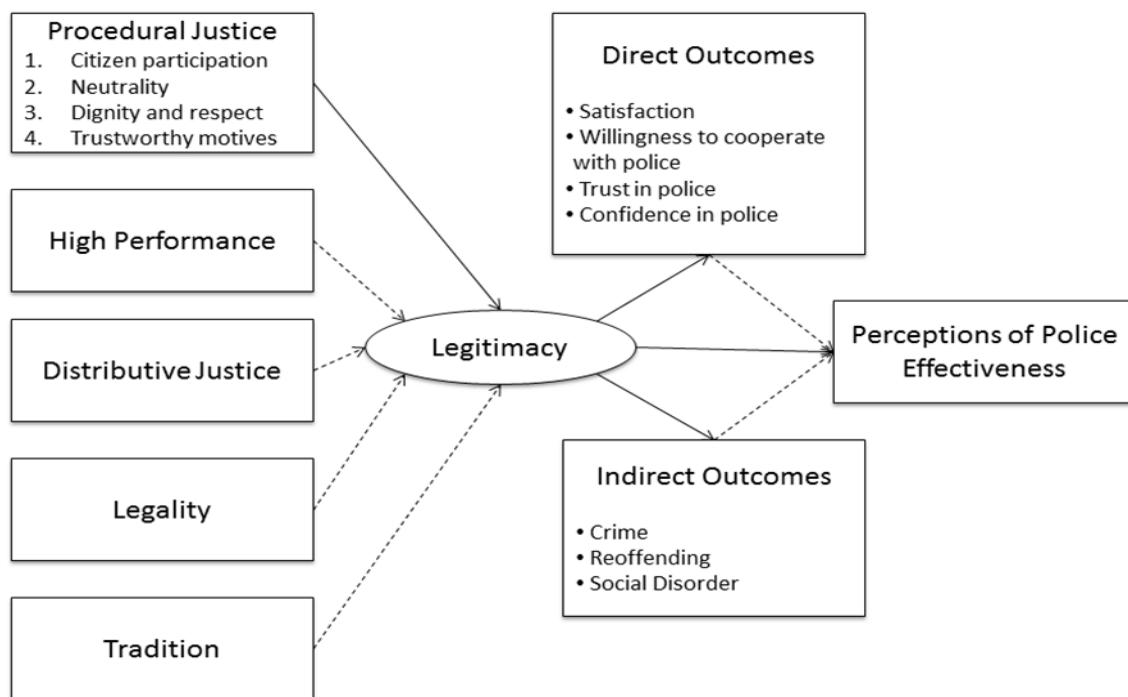 Procedural Justice
1. Citizen participation
2. Neutrality
3. Dignity and respect
4. Trustworthy motives
High Performance
Distributive Justice
Legality
Tradition
Legitimacy
Direct Outcomes
• Satisfaction
• Willingness to cooperate
with police
• Trust in police
• Confidence in police
Perceptions of Police
Effectiveness
Indirect Outcomes
• Crime
• Reoffending
• Social Disorder